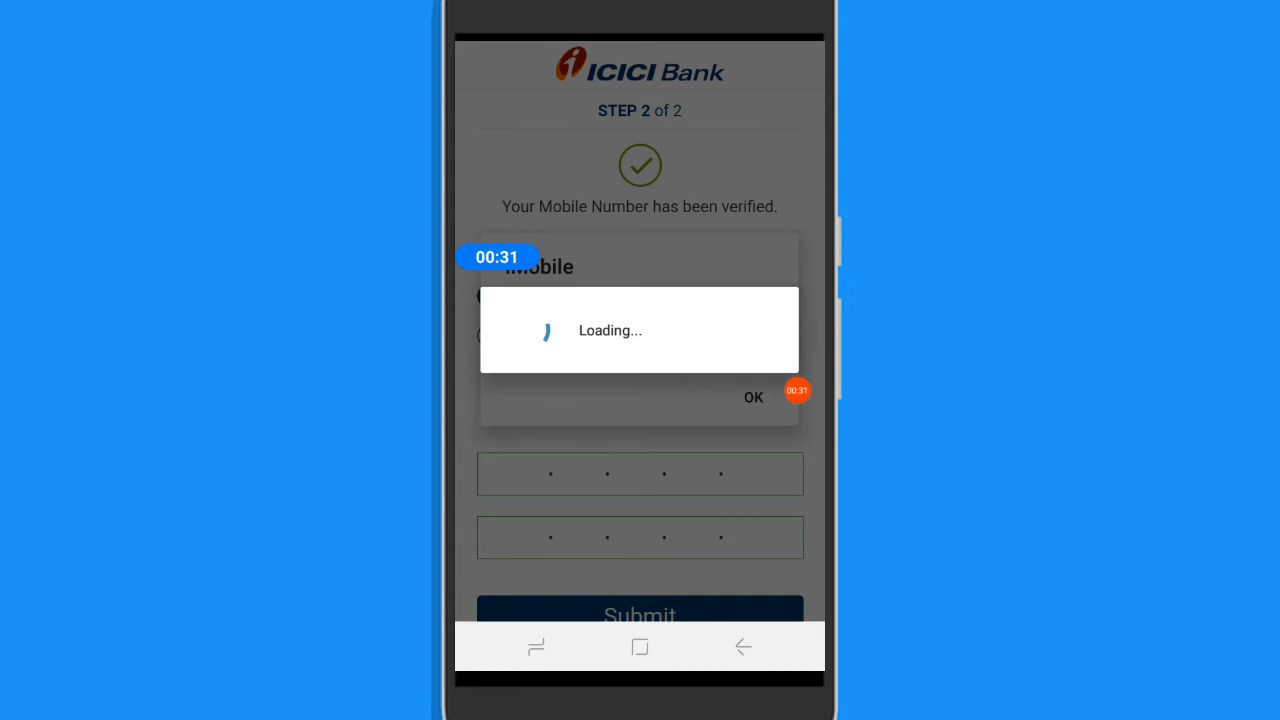 ICICI Bank
STEP 2 of 2
Your Mobile Number has been verified.
00:31
iMobile
Loading...
OK
00:31
Submit